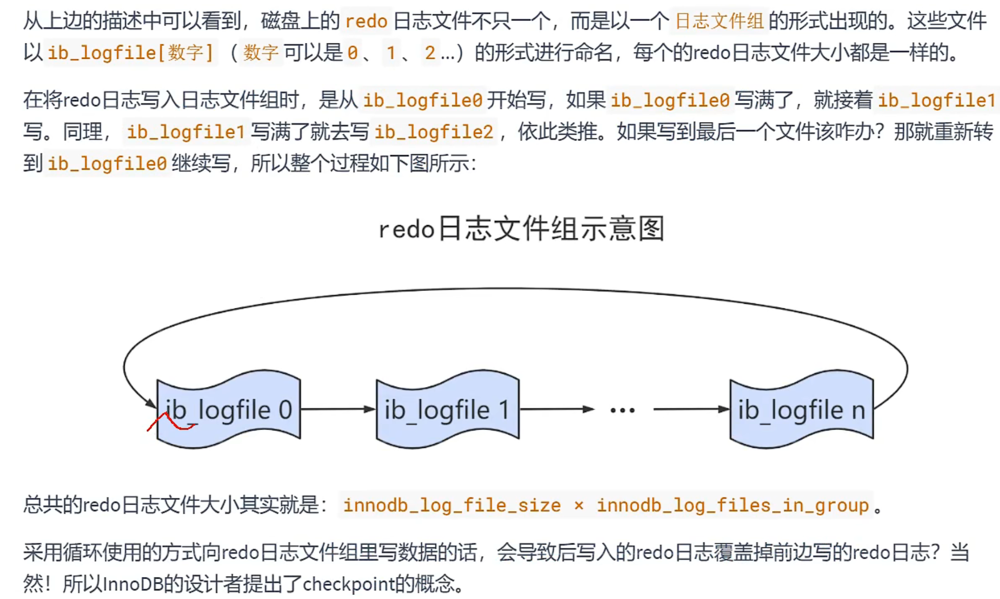 从上边的描述中可以看到，磁盘上的 redo 日志文件不只一个，而是以一个 日志文件组 的形式出现的。这些文件
以 ib_logfile[数字] （ 数字 可以是 0 、 1 、 2 ...）的形式进行命名，每个的redo日志文件大小都是一样的。
在将redo日志写入日志文件组时，是从 ib_logfile0 开始写，如果 ib_logfile0 写满了，就接着 ib_logfile1
写。同理， ib_logfile1 写满了就去写 ib_logfile2 ，依此类推。如果写到最后一个文件该咋办？那就重新转
到 ib_logfile0 继续写，所以整个过程如下图所示：
redo日志文件组示意图
ib_logfile 0
ib_logfile 1
...
ib_logfile n
总共的redo日志文件大小其实就是： innodb_log_file_size × innodb_log_files_in_group 。
采用循环使用的方式向redo日志文件组里写数据的话，会导致后写入的redo日志覆盖掉前边写的redo日志？当
然！所以InnoDB的设计者提出了checkpoint的概念。